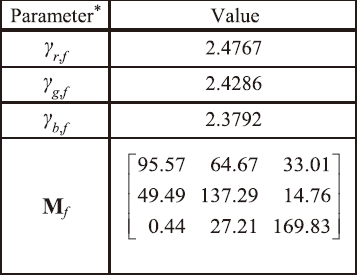 Parameter* Value
γr,f 2.4767
γg,f 2.4286
γb,f 2.3792
95.57 64.67 33.01
Mf 49.49 137.29 14.76
0.44 27.21 169.83